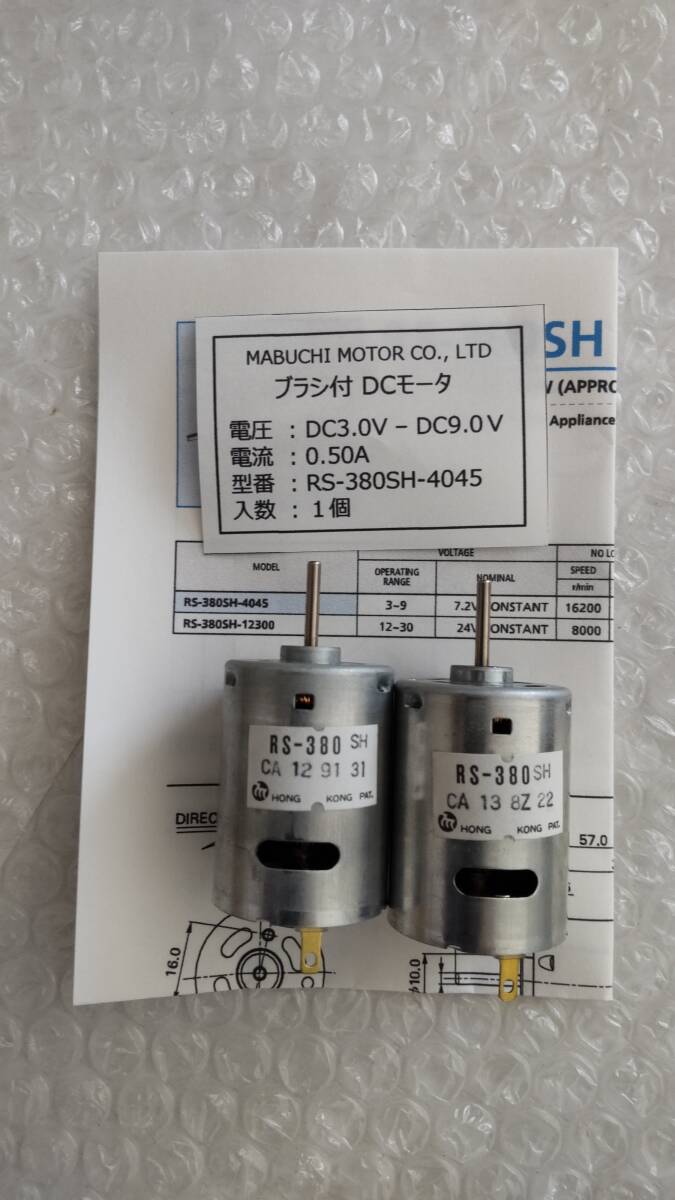 SH
MABUCHI MOTOR CO., LTD
ブラシ付 DCモータ
電圧 : DC3.0V – DC9.0V
電流 : 0.50A
型番 : RS-380SH-4045
入数 : 1個
(APPRO
Appliance
MODEL
VOLTAGE
NO LO
OPERATING
RANGE
NOMINAL
SPEED
r/min
RS-380SH-4045 3~9 7.2V ONSTANT 16200
RS-380SH-12300 12~30 24V ONSTANT 8000
RS-380 SH
CA 12 91 31
HONG KONG PAT.
RS-380 SH
CA 13 8Z 22
HONG KONG PAT.
DIREC
57.0
16.0
ϕ10.0